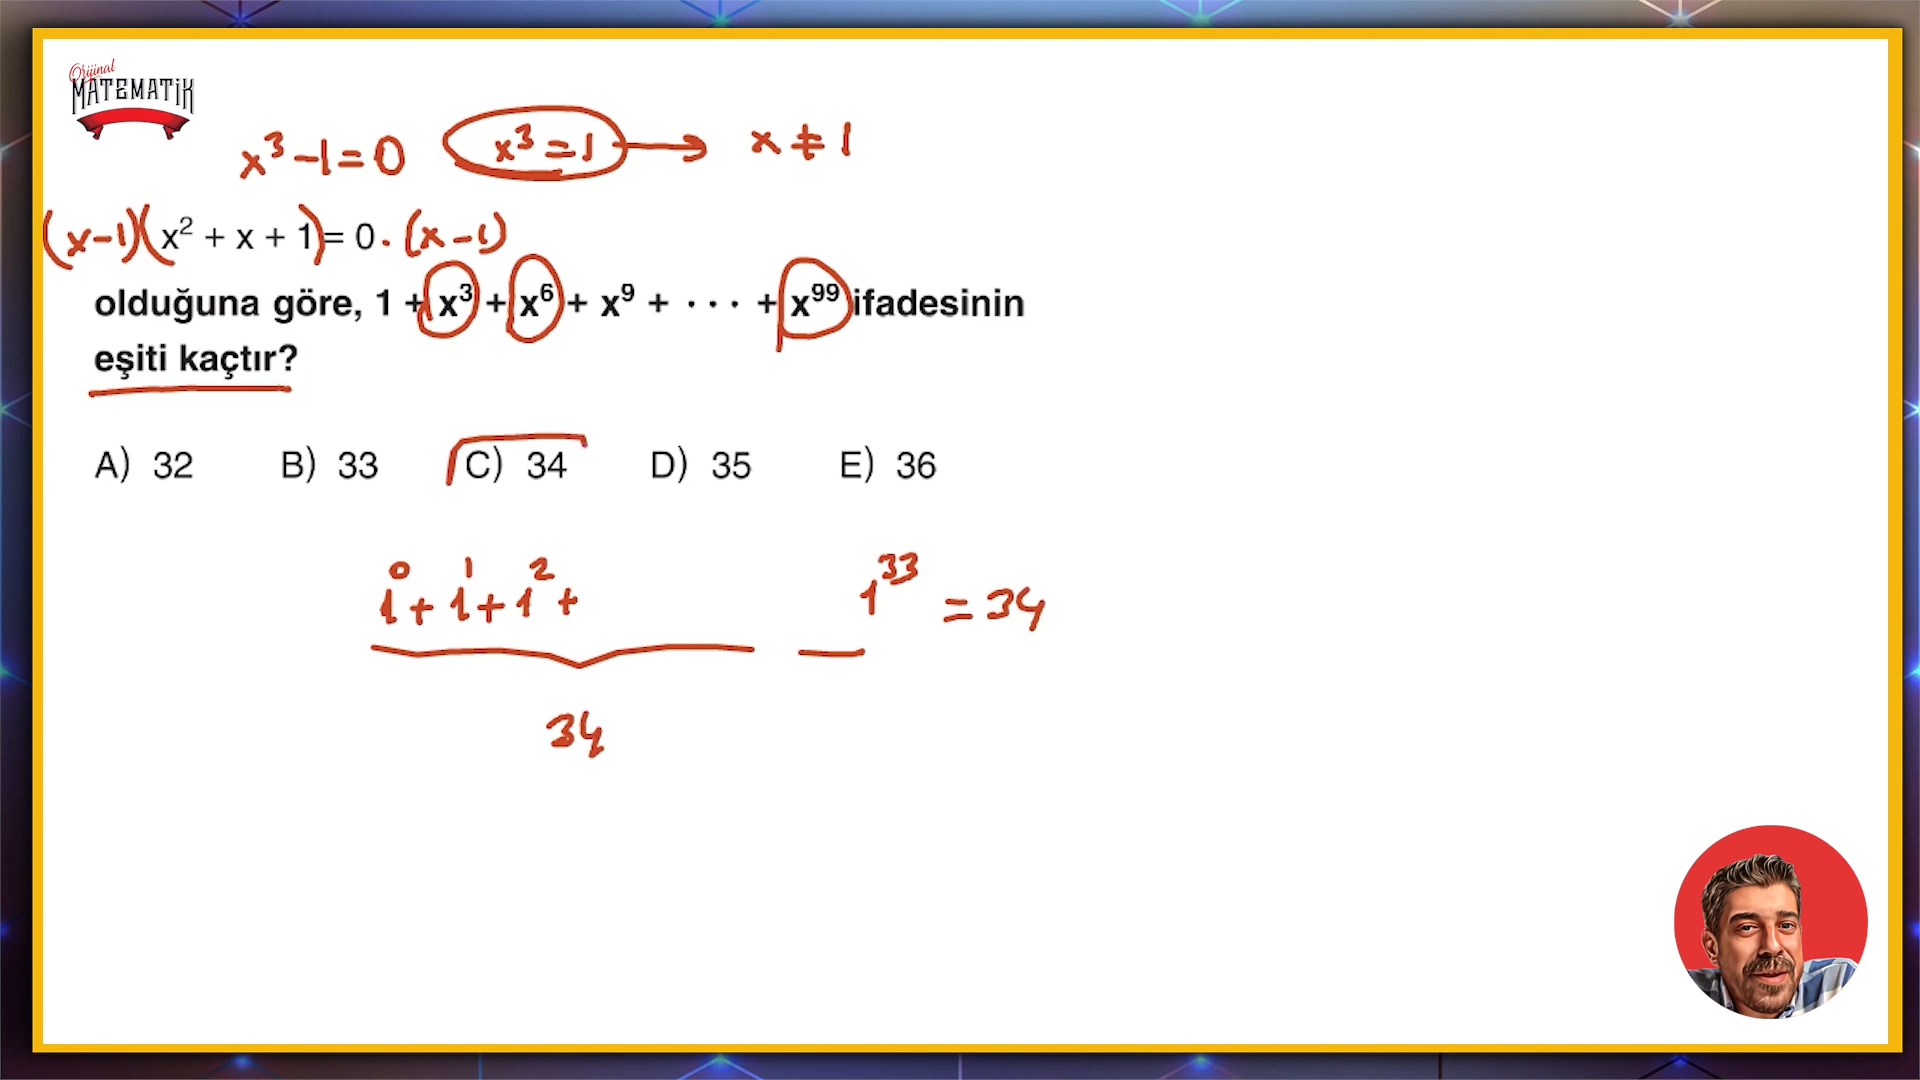 Orijinal
MATEMATİK
x³-1=0 x³=1 → x≠1
(x-1)(x² + x + 1)= 0.(x-1)
olduğuna göre, 1 + x³ + x⁶ + x⁹ + ··· + x⁹⁹ ifadesinin
eşiti kaçtır?
A) 32 B) 33 C) 34 D) 35 E) 36
1⁰+1¹+1²+ 1³³ =34
34